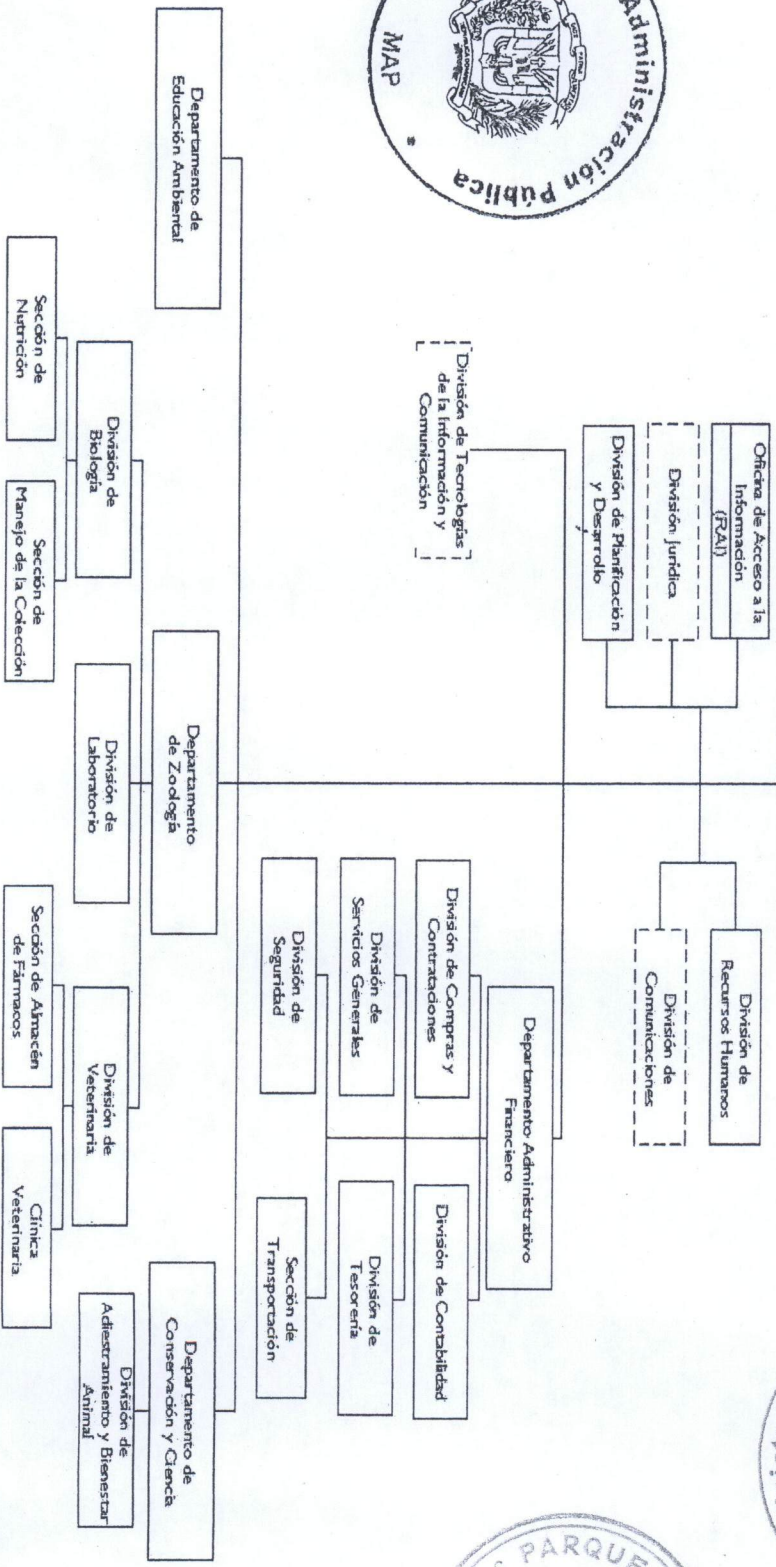 Administración Pública
MAP
Oficina de Acceso a la
Información
(RAI)
División Jurídica
División de Planificación
y Desarrollo
División de
Recursos Humanos
División de
Comunicaciones
División de Tecnologías
de la Información y
Comunicación
Departamento Administrativo
Financiero
División de Compras y
Contrataciones
División de Contabilidad
División de
Servicios Generales
División de
Tesorería
División de
Seguridad
Sección de
Transportación
Departamento de
Educación Ambiental
Departamento
de Zoología
Departamento de
Conservación y Ciencia
División de
Biología
División de
Laboratorio
División de
Veterinaria
División de
Adiestramiento y Bienestar
Animal
Sección de
Nutrición
Sección de
Manejo de la Colección
Sección de Almacén
de Fármacos
Clínica
Veterinaria
PARQUE